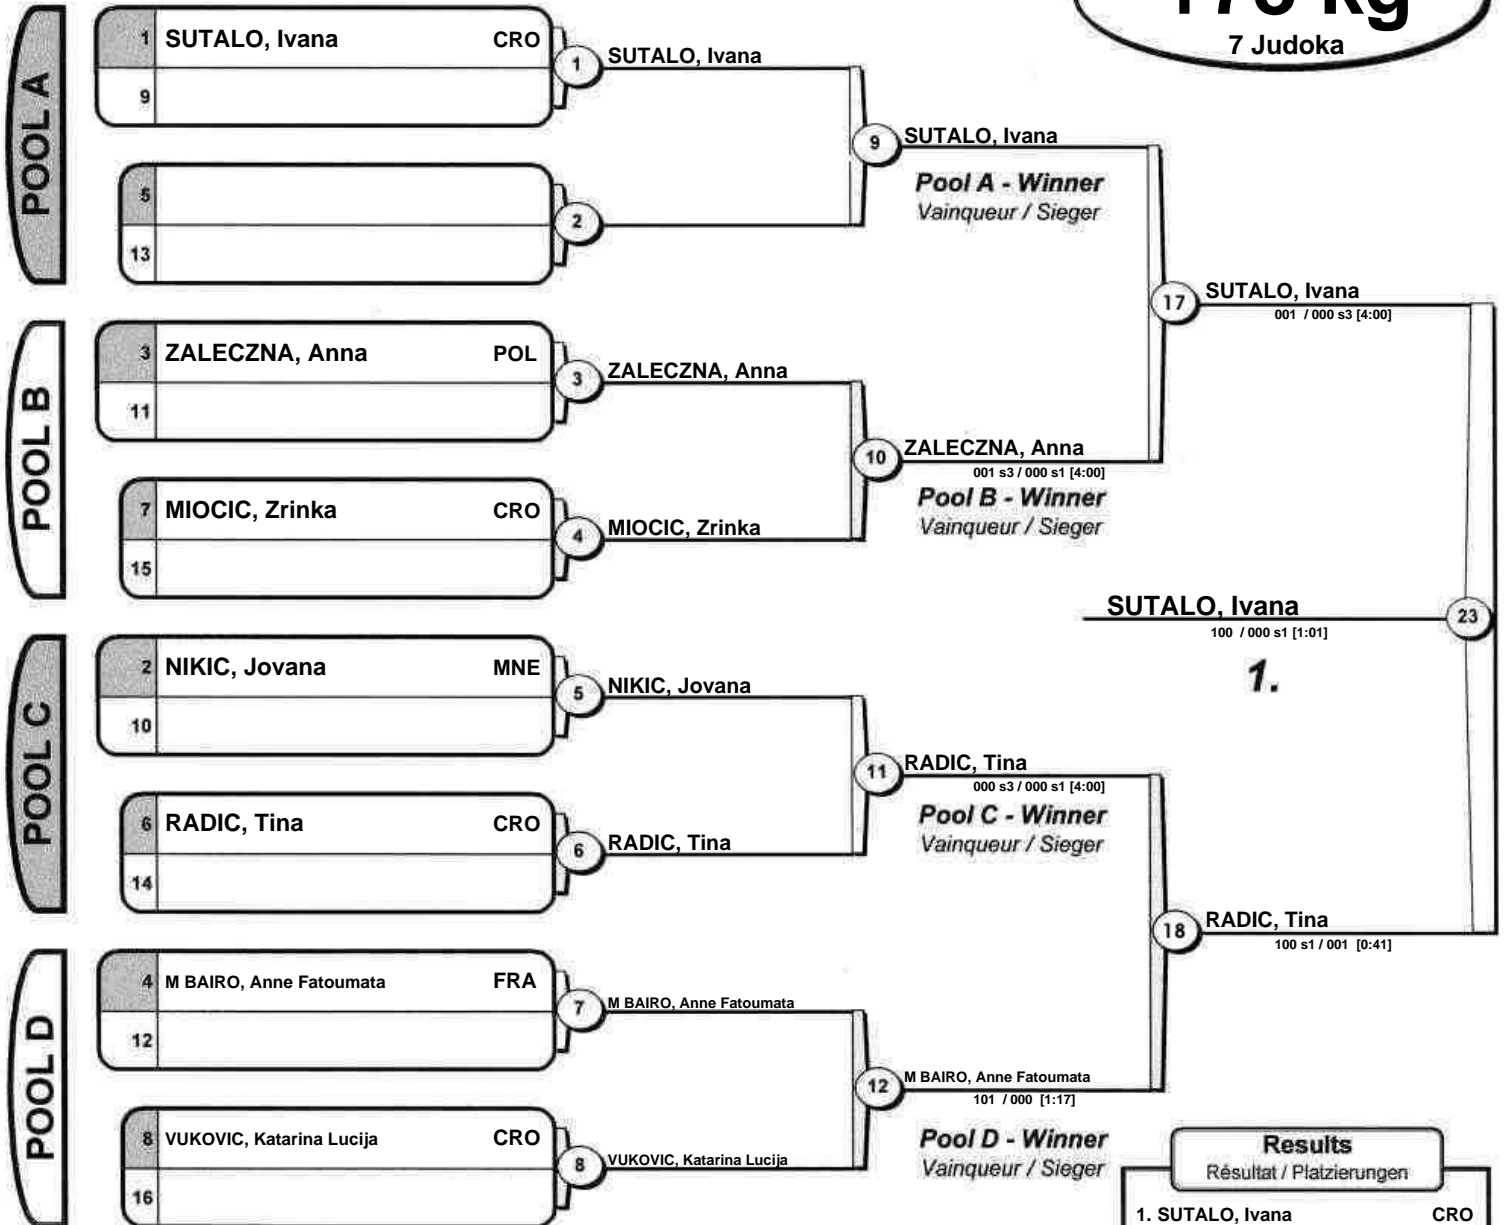 78 kg
7 Judoka
POOL A
1 SUTALO, Ivana CRO
9
5
13
1 SUTALO, Ivana
2
9 SUTALO, Ivana
Pool A - Winner
Vainqueur / Sieger
POOL B
3 ZALECZNA, Anna POL
11
7 MIOCIC, Zrinka CRO
15
3 ZALECZNA, Anna
4 MIOCIC, Zrinka
10 ZALECZNA, Anna
001 s3 / 000 s1 [4:00]
Pool B - Winner
Vainqueur / Sieger
17 SUTALO, Ivana
001 / 000 s3 [4:00]
SUTALO, Ivana 23
100 / 000 s1 [1:01]
1.
POOL C
2 NIKIC, Jovana MNE
10
6 RADIC, Tina CRO
14
5 NIKIC, Jovana
6 RADIC, Tina
11 RADIC, Tina
000 s3 / 000 s1 [4:00]
Pool C - Winner
Vainqueur / Sieger
18 RADIC, Tina
100 s1 / 001 [0:41]
POOL D
4 M BAIRO, Anne Fatoumata FRA
12
8 VUKOVIC, Katarina Lucija CRO
16
7 M BAIRO, Anne Fatoumata
8 VUKOVIC, Katarina Lucija
12 M BAIRO, Anne Fatoumata
101 / 000 [1:17]
Pool D - Winner
Vainqueur / Sieger
Results
Résultat / Platzierungen
1. SUTALO, Ivana CRO